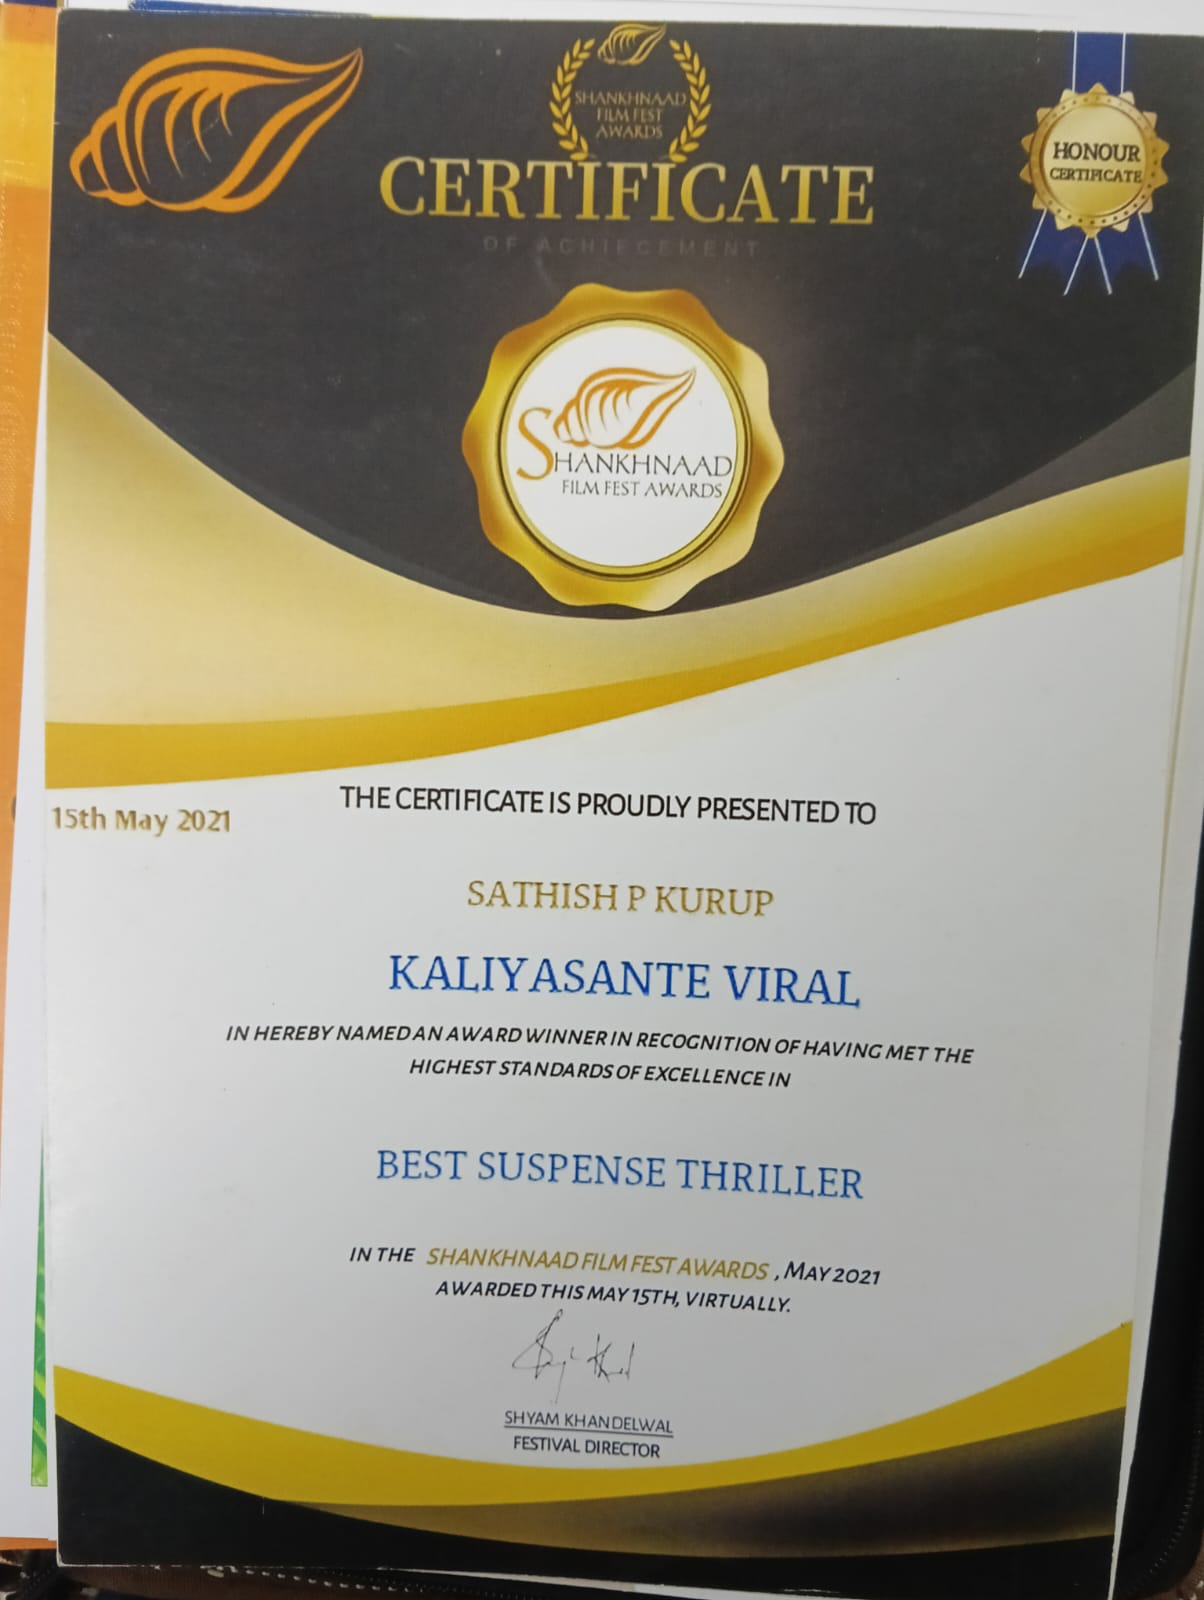 SHANKHNAAD
FILM FEST
AWARDS
HONOUR
CERTIFICATE
CERTIFICATE
OF ACHIECEMENT
SHANKHNAAD
FILM FEST AWARDS
THE CERTIFICATE IS PROUDLY PRESENTED TO
15th May 2021
SATHISH P KURUP
KALIYASANTE VIRAL
IN HEREBY NAMED AN AWARD WINNER IN RECOGNITION OF HAVING MET THE
HIGHEST STANDARDS OF EXCELLENCE IN
BEST SUSPENSE THRILLER
IN THE SHANKHNAAD FILM FEST AWARDS , MAY 2021
AWARDED THIS MAY 15TH, VIRTUALLY.
SHYAM KHANDELWAL
FESTIVAL DIRECTOR